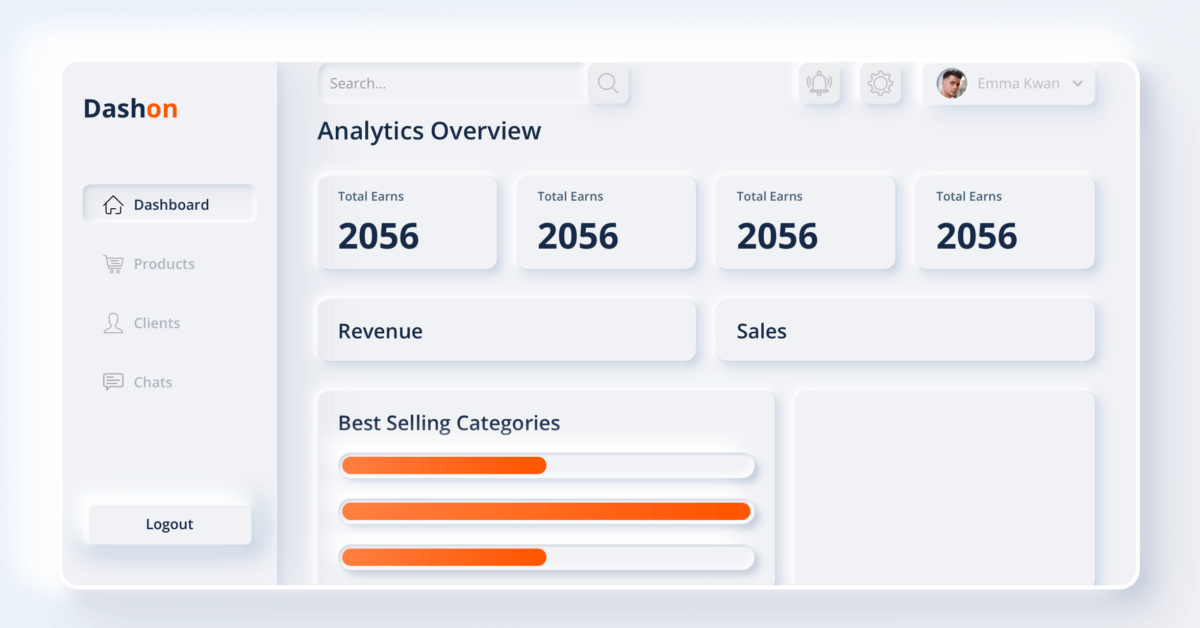 Dashon
Dashboard
Products
Clients
Chats
Logout
Search...
Emma Kwan
Analytics Overview
Total Earns
2056
Total Earns
2056
Total Earns
2056
Total Earns
2056
Revenue
Sales
Best Selling Categories